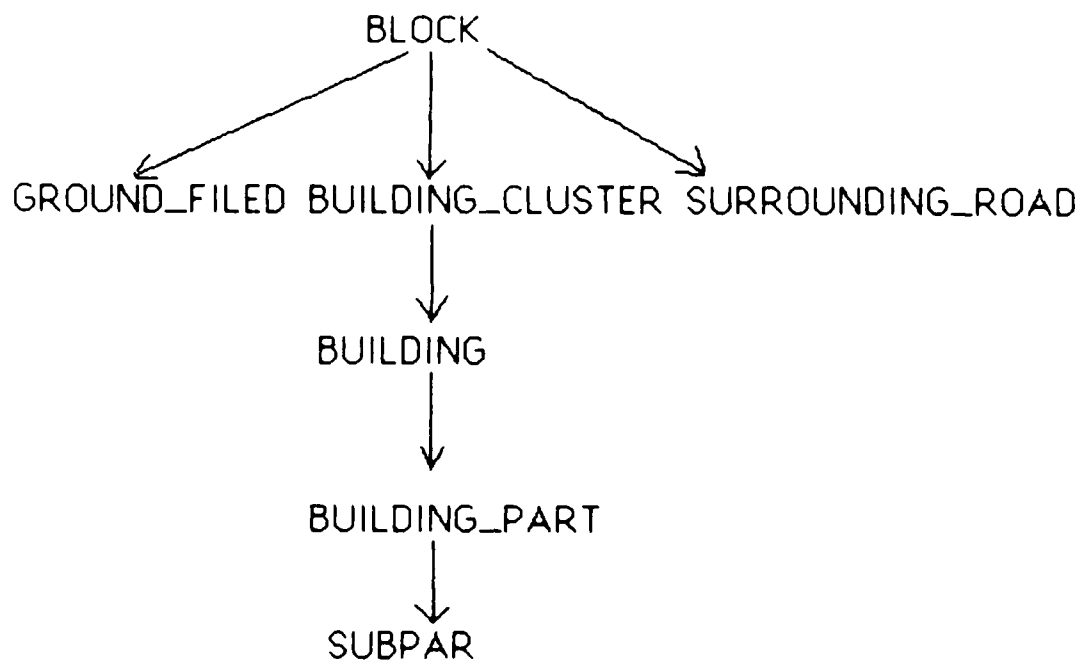 BLOCK
GROUND_FILED BUILDING_CLUSTER SURROUNDING_ROAD
BUILDING
BUILDING_PART
SUBPAR